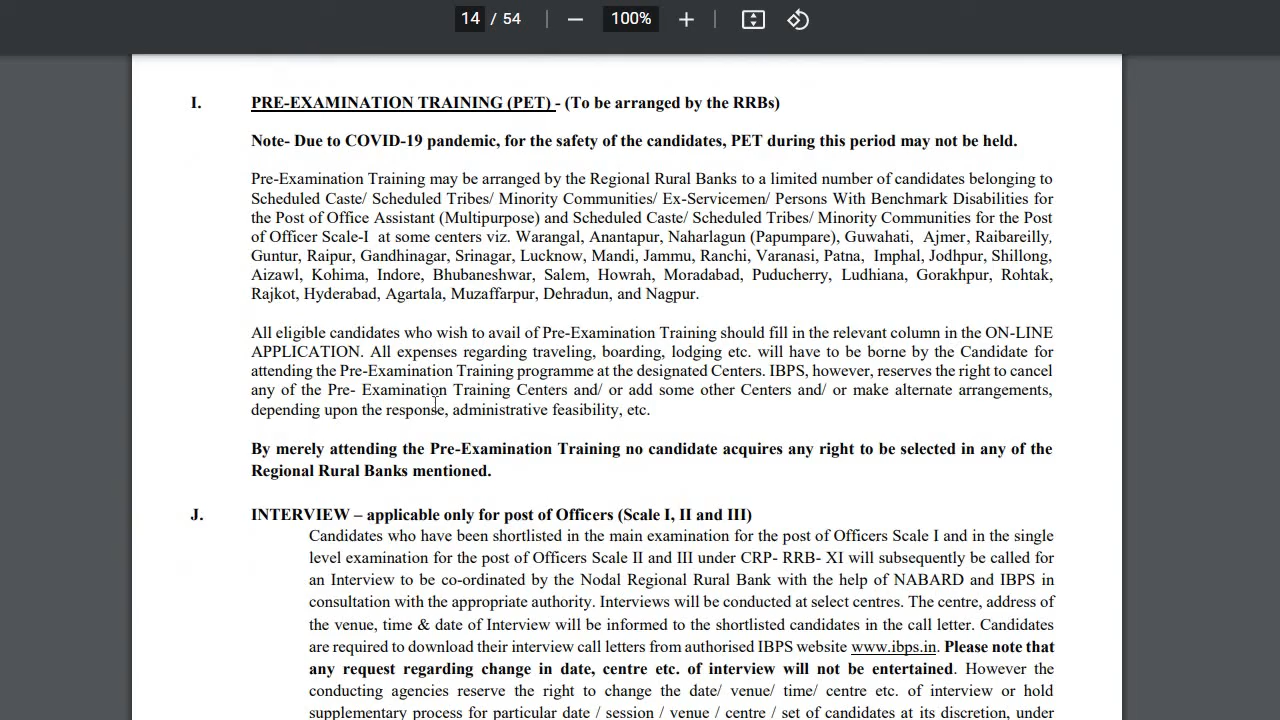 14 / 54 100%
I. PRE-EXAMINATION TRAINING (PET) - (To be arranged by the RRBs)
Note- Due to COVID-19 pandemic, for the safety of the candidates, PET during this period may not be held.
Pre-Examination Training may be arranged by the Regional Rural Banks to a limited number of candidates belonging to
Scheduled Caste/ Scheduled Tribes/ Minority Communities/ Ex-Servicemen/ Persons With Benchmark Disabilities for
the Post of Office Assistant (Multipurpose) and Scheduled Caste/ Scheduled Tribes/ Minority Communities for the Post
of Officer Scale-I at some centers viz. Warangal, Anantapur, Naharlagun (Papumpare), Guwahati, Ajmer, Raibareilly,
Guntur, Raipur, Gandhinagar, Srinagar, Lucknow, Mandi, Jammu, Ranchi, Varanasi, Patna, Imphal, Jodhpur, Shillong,
Aizawl, Kohima, Indore, Bhubaneshwar, Salem, Howrah, Moradabad, Puducherry, Ludhiana, Gorakhpur, Rohtak,
Rajkot, Hyderabad, Agartala, Muzaffarpur, Dehradun, and Nagpur.
All eligible candidates who wish to avail of Pre-Examination Training should fill in the relevant column in the ON-LINE
APPLICATION. All expenses regarding traveling, boarding, lodging etc. will have to be borne by the Candidate for
attending the Pre-Examination Training programme at the designated Centers. IBPS, however, reserves the right to cancel
any of the Pre- Examination Training Centers and/ or add some other Centers and/ or make alternate arrangements,
depending upon the response, administrative feasibility, etc.
By merely attending the Pre-Examination Training no candidate acquires any right to be selected in any of the
Regional Rural Banks mentioned.
J. INTERVIEW – applicable only for post of Officers (Scale I, II and III)
Candidates who have been shortlisted in the main examination for the post of Officers Scale I and in the single
level examination for the post of Officers Scale II and III under CRP- RRB- XI will subsequently be called for
an Interview to be co-ordinated by the Nodal Regional Rural Bank with the help of NABARD and IBPS in
consultation with the appropriate authority. Interviews will be conducted at select centres. The centre, address of
the venue, time & date of Interview will be informed to the shortlisted candidates in the call letter. Candidates
are required to download their interview call letters from authorised IBPS website www.ibps.in. Please note that
any request regarding change in date, centre etc. of interview will not be entertained. However the
conducting agencies reserve the right to change the date/ venue/ time/ centre etc. of interview or hold
supplementary process for particular date / session / venue / centre / set of candidates at its discretion, under